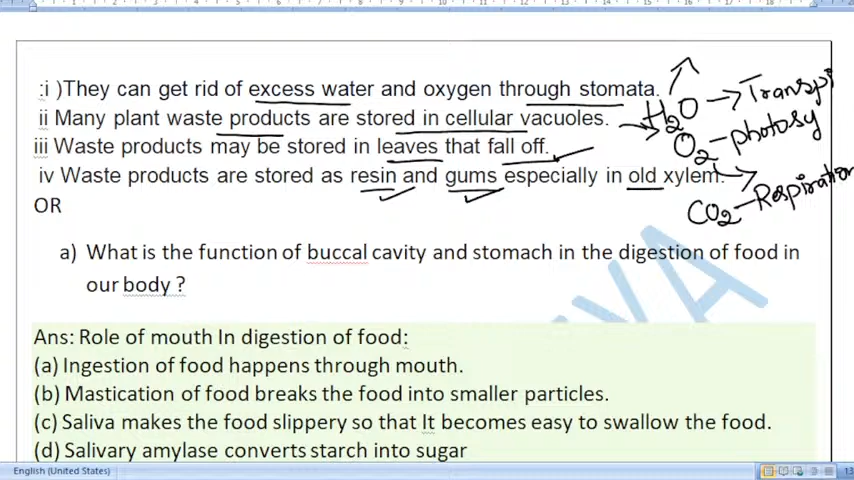 :i )They can get rid of excess water and oxygen through stomata.
ii Many plant waste products are stored in cellular vacuoles.
iii Waste products may be stored in leaves that fall off.
iv Waste products are stored as resin and gums especially in old xylem.
H2O → Transpi
O2 - photosy
CO2 - Respiration
OR
a) What is the function of buccal cavity and stomach in the digestion of food in
our body ?
Ans: Role of mouth In digestion of food:
(a) Ingestion of food happens through mouth.
(b) Mastication of food breaks the food into smaller particles.
(c) Saliva makes the food slippery so that It becomes easy to swallow the food.
(d) Salivary amylase converts starch into sugar
English (United States)